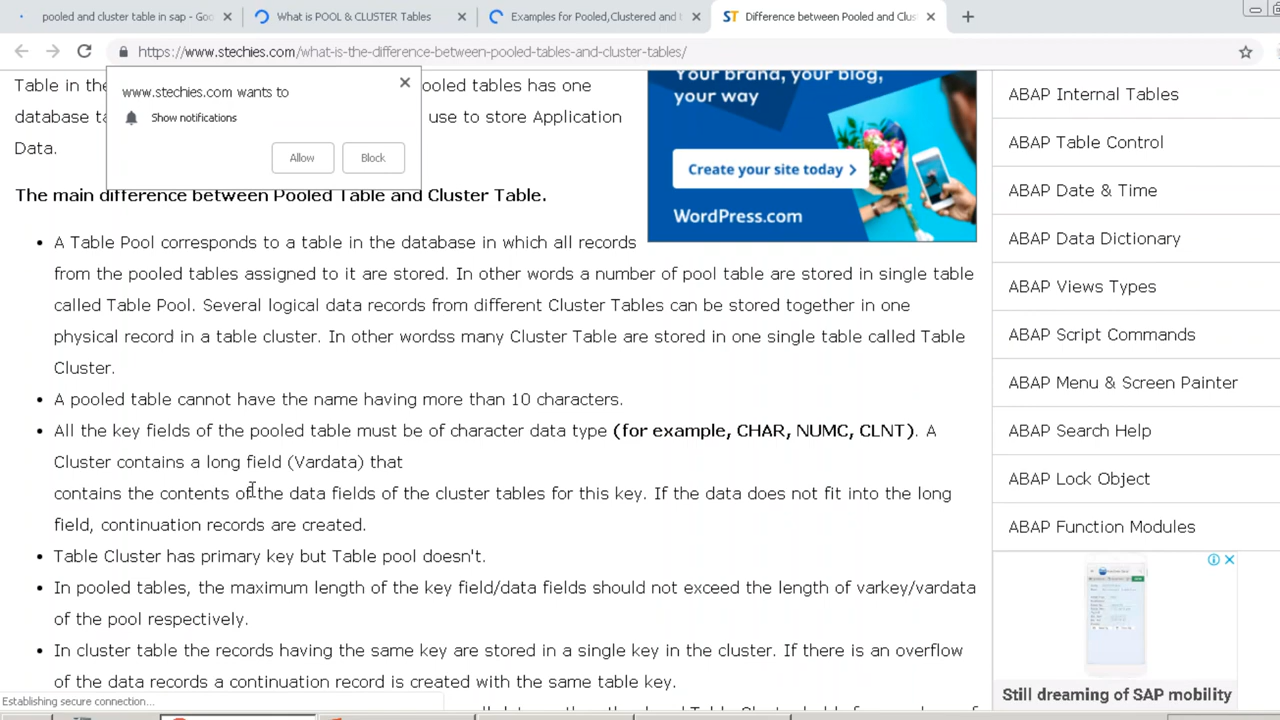 pooled and cluster table in sap - Goo
What is POOL & CLUSTER Tables
Examples for Pooled,Clustered and t
ST Difference between Pooled and Clus
https://www.stechies.com/what-is-the-difference-between-pooled-tables-and-cluster-tables/
www.stechies.com wants to
Show notifications
Allow
Block
Table in the
ooled tables has one
database ta
use to store Application
Data.
The main difference between Pooled Table and Cluster Table.
A Table Pool corresponds to a table in the database in which all records
from the pooled tables assigned to it are stored. In other words a number of pool table are stored in single table
called Table Pool. Several logical data records from different Cluster Tables can be stored together in one
physical record in a table cluster. In other wordss many Cluster Table are stored in one single table called Table
Cluster.
A pooled table cannot have the name having more than 10 characters.
All the key fields of the pooled table must be of character data type (for example, CHAR, NUMC, CLNT). A
Cluster contains a long field (Vardata) that
contains the contents of the data fields of the cluster tables for this key. If the data does not fit into the long
field, continuation records are created.
Table Cluster has primary key but Table pool doesn't.
In pooled tables, the maximum length of the key field/data fields should not exceed the length of varkey/vardata
of the pool respectively.
In cluster table the records having the same key are stored in a single key in the cluster. If there is an overflow
of the data records a continuation record is created with the same table key.
Your brand, your blog,
your way
Create your site today
WordPress.com
ABAP Internal Tables
ABAP Table Control
ABAP Date & Time
ABAP Data Dictionary
ABAP Views Types
ABAP Script Commands
ABAP Menu & Screen Painter
ABAP Search Help
ABAP Lock Object
ABAP Function Modules
Still dreaming of SAP mobility
Establishing secure connection...